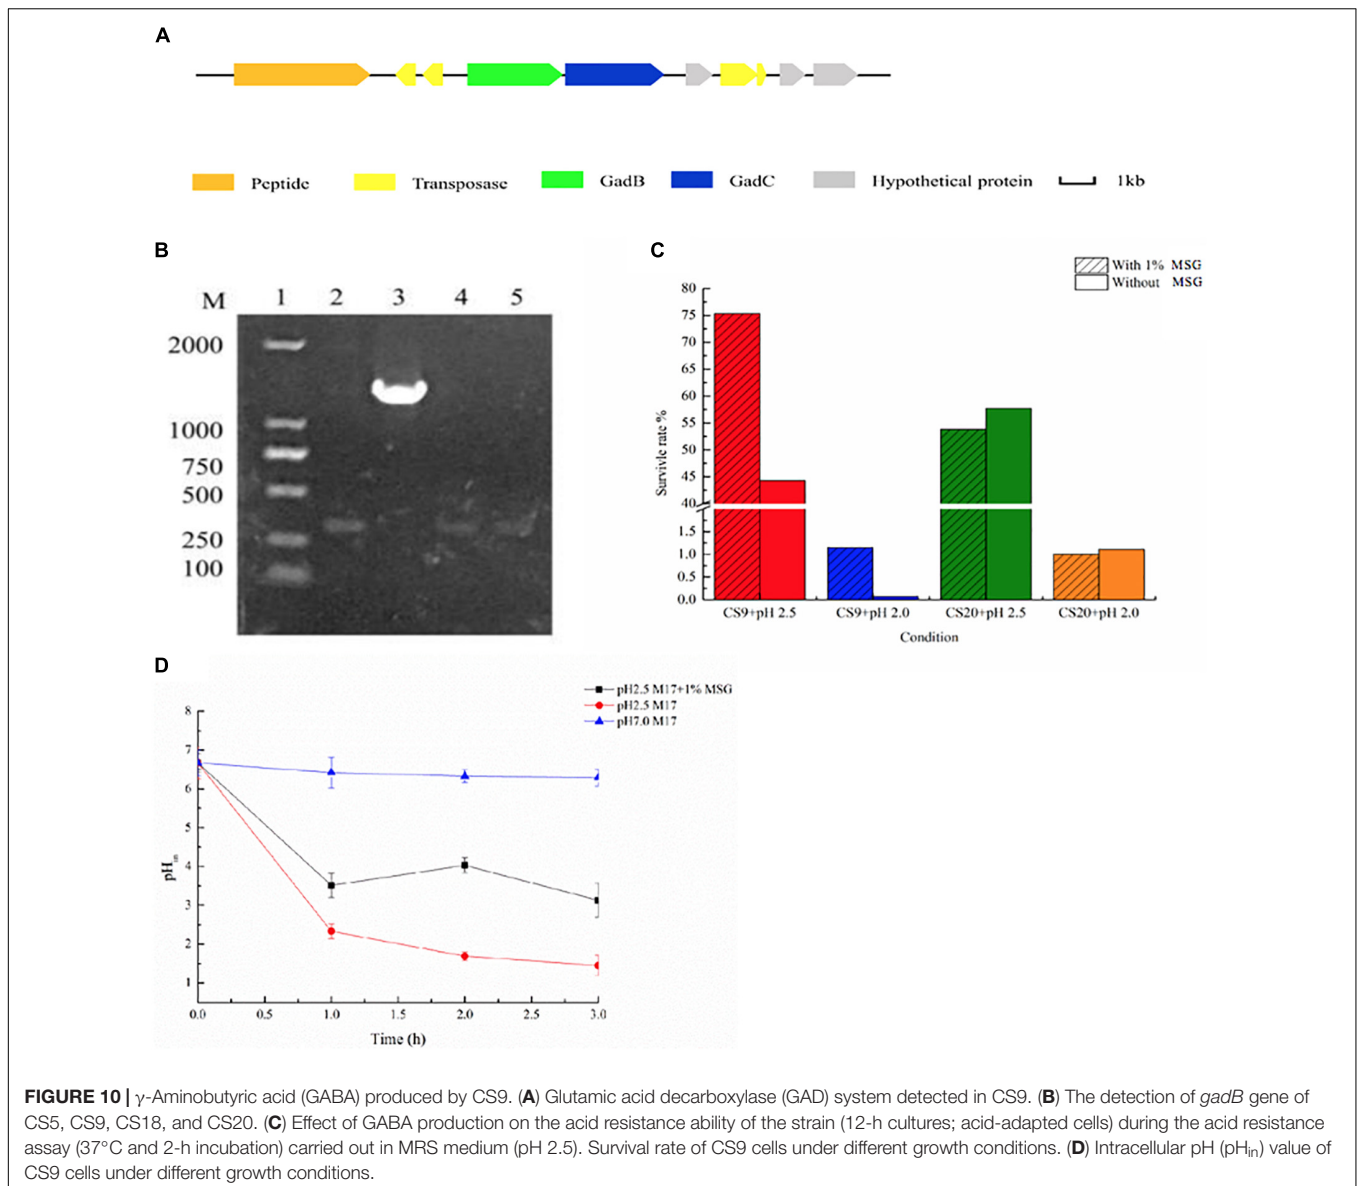 A
Peptide Transposase GadB GadC Hypothetical protein 1kb
B
M 1 2 3 4 5
2000
1000
750
500
250
100
C
With 1% MSG
Without MSG
80
75
70
65
60
55
50
45
40
1.5
1.0
0.5
0.0
Survivle rate %
CS9+pH 2.5 CS9+pH 2.0 CS20+pH 2.5 CS20+pH 2.0
Condition
D
pH2.5 M17+1% MSG
pH2.5 M17
pH7.0 M17
8
7
6
5
4
3
2
1
pHin
0.0 0.5 1.0 1.5 2.0 2.5 3.0
Time (h)
FIGURE 10 | γ-Aminobutyric acid (GABA) produced by CS9. (A) Glutamic acid decarboxylase (GAD) system detected in CS9. (B) The detection of gadB gene of
CS5, CS9, CS18, and CS20. (C) Effect of GABA production on the acid resistance ability of the strain (12-h cultures; acid-adapted cells) during the acid resistance
assay (37°C and 2-h incubation) carried out in MRS medium (pH 2.5). Survival rate of CS9 cells under different growth conditions. (D) Intracellular pH (pHin) value of
CS9 cells under different growth conditions.